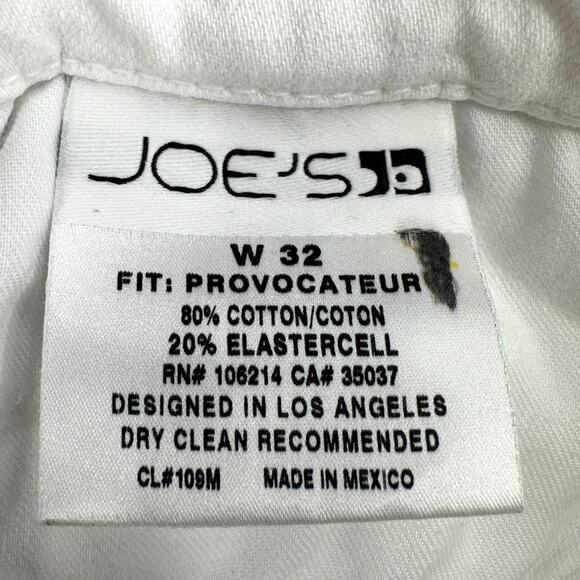 JOE'S
W 32
FIT: PROVOCATEUR
80% COTTON/COTON
20% ELASTERCELL
RN# 106214 CA# 35037
DESIGNED IN LOS ANGELES
DRY CLEAN RECOMMENDED
CL#109M MADE IN MEXICO